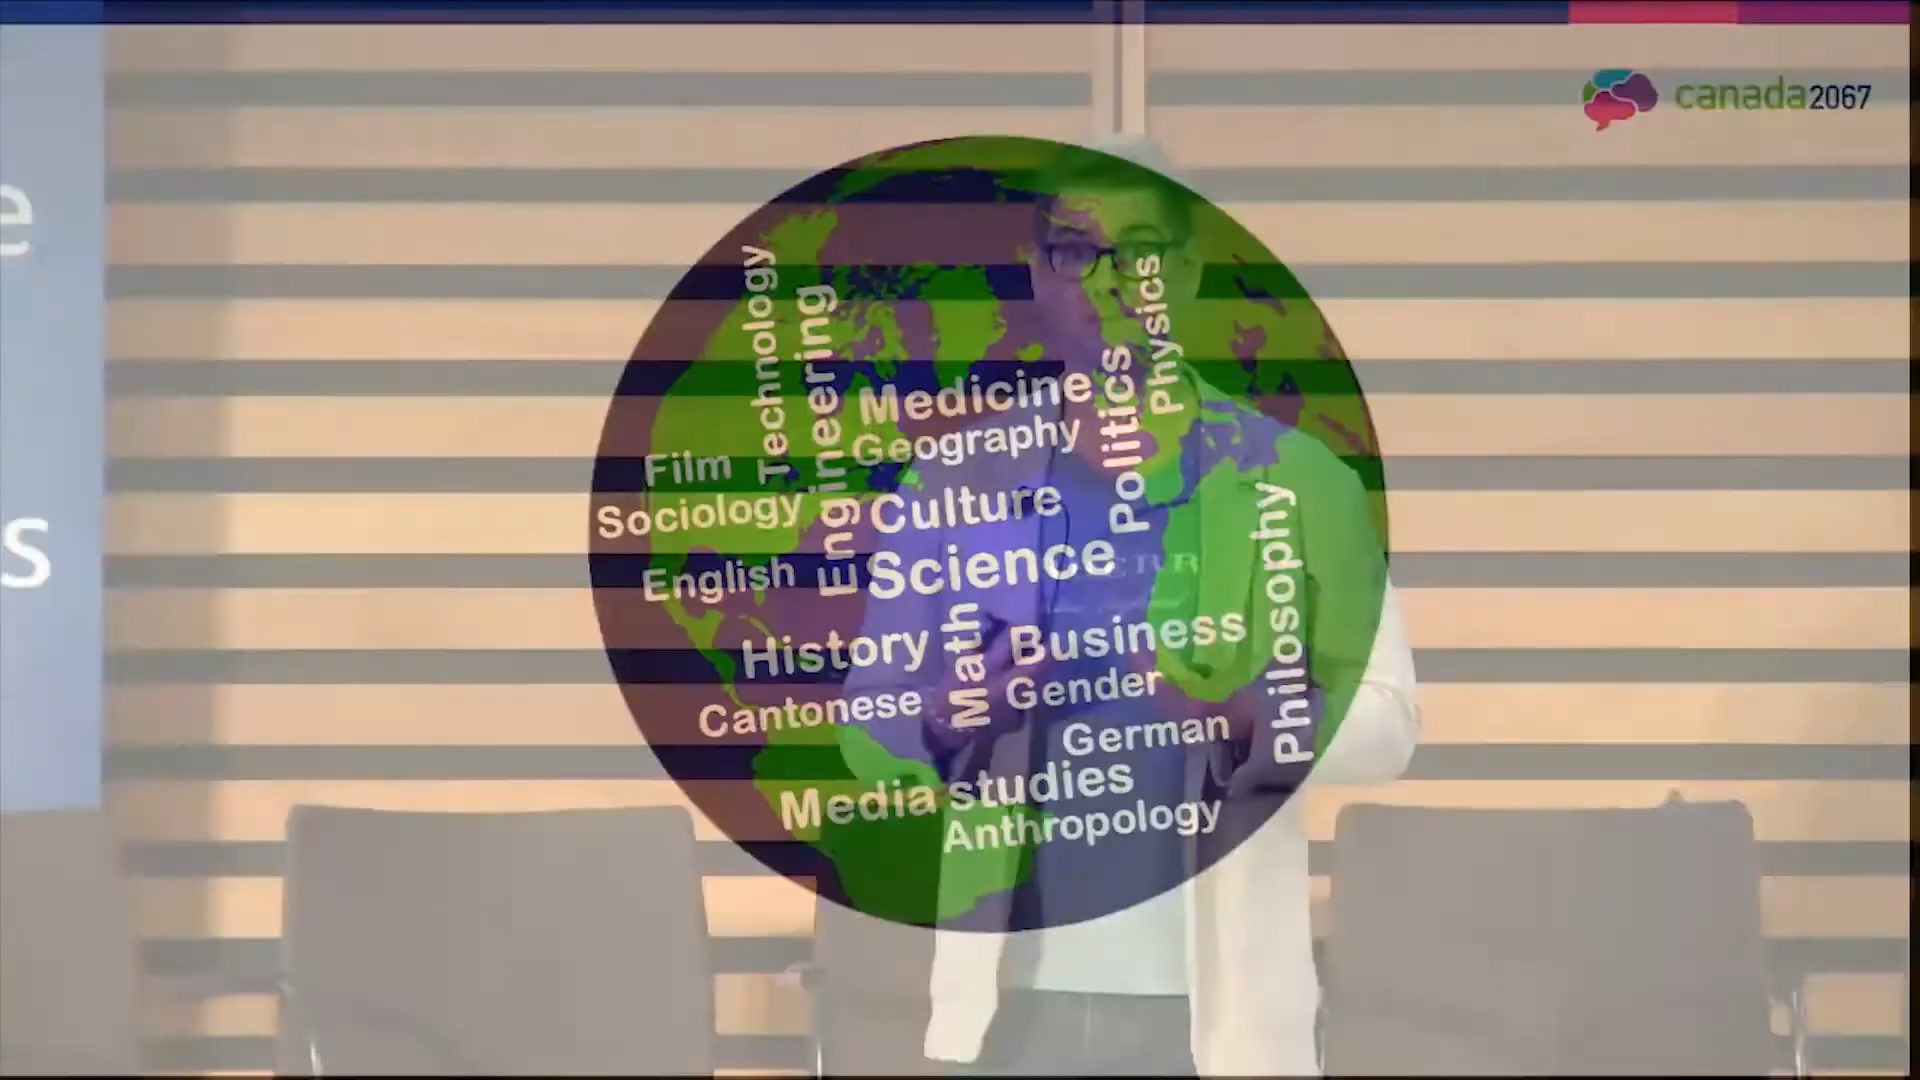 canada2067
e
s
Technology
Engineering
Medicine
Physics
Politics
Geography
Film
Sociology
Culture
Science
English
Philosophy
History
Math
Business
Gender
Cantonese
German
Media studies
Anthropology